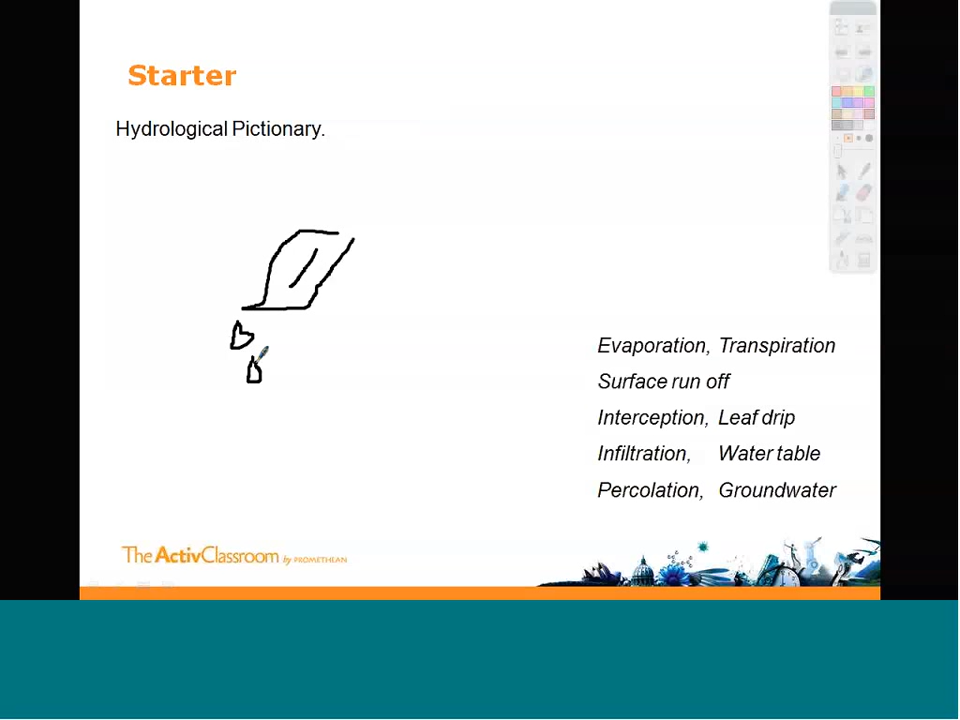 Starter
Hydrological Pictionary.
Evaporation, Transpiration
Surface run off
Interception, Leaf drip
Infiltration, Water table
Percolation, Groundwater
The ActivClassroom by PROMETHEAN